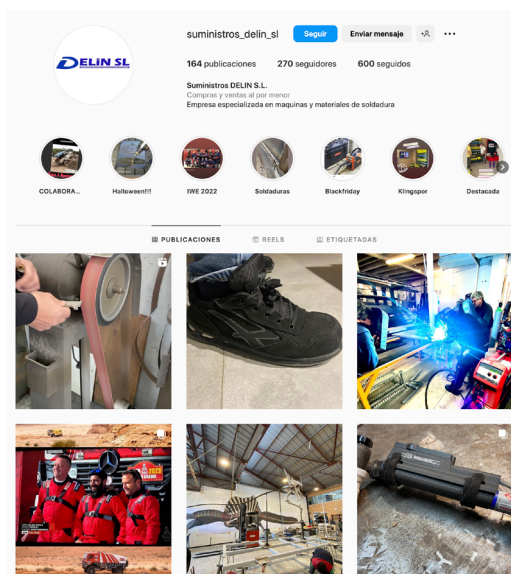 suministros_delin_sl Seguir Enviar mensaje
164 publicaciones 270 seguidores 600 seguidos
DELIN SL
Suministros DELIN S.L.
Compras y ventas al por menor
Empresa especializada en maquinas y materiales de soldadura
COLABORA... Halloween!!! IWE 2022 Soldaduras Blackfriday Klingspor Destacada
PUBLICACIONES REELS ETIQUETADAS
2023